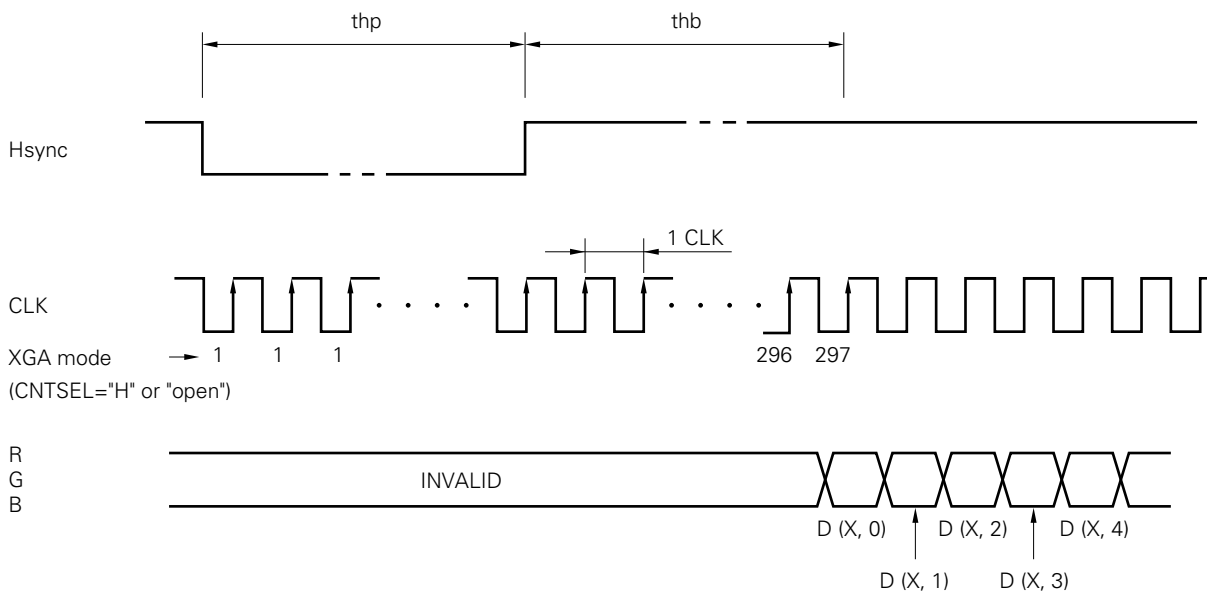 thp thb
Hsync
1 CLK
CLK
XGA mode 1 1 1 296 297
(CNTSEL="H" or "open")
R
G INVALID
B
D (X, 0) D (X, 2) D (X, 4)
D (X, 1) D (X, 3)